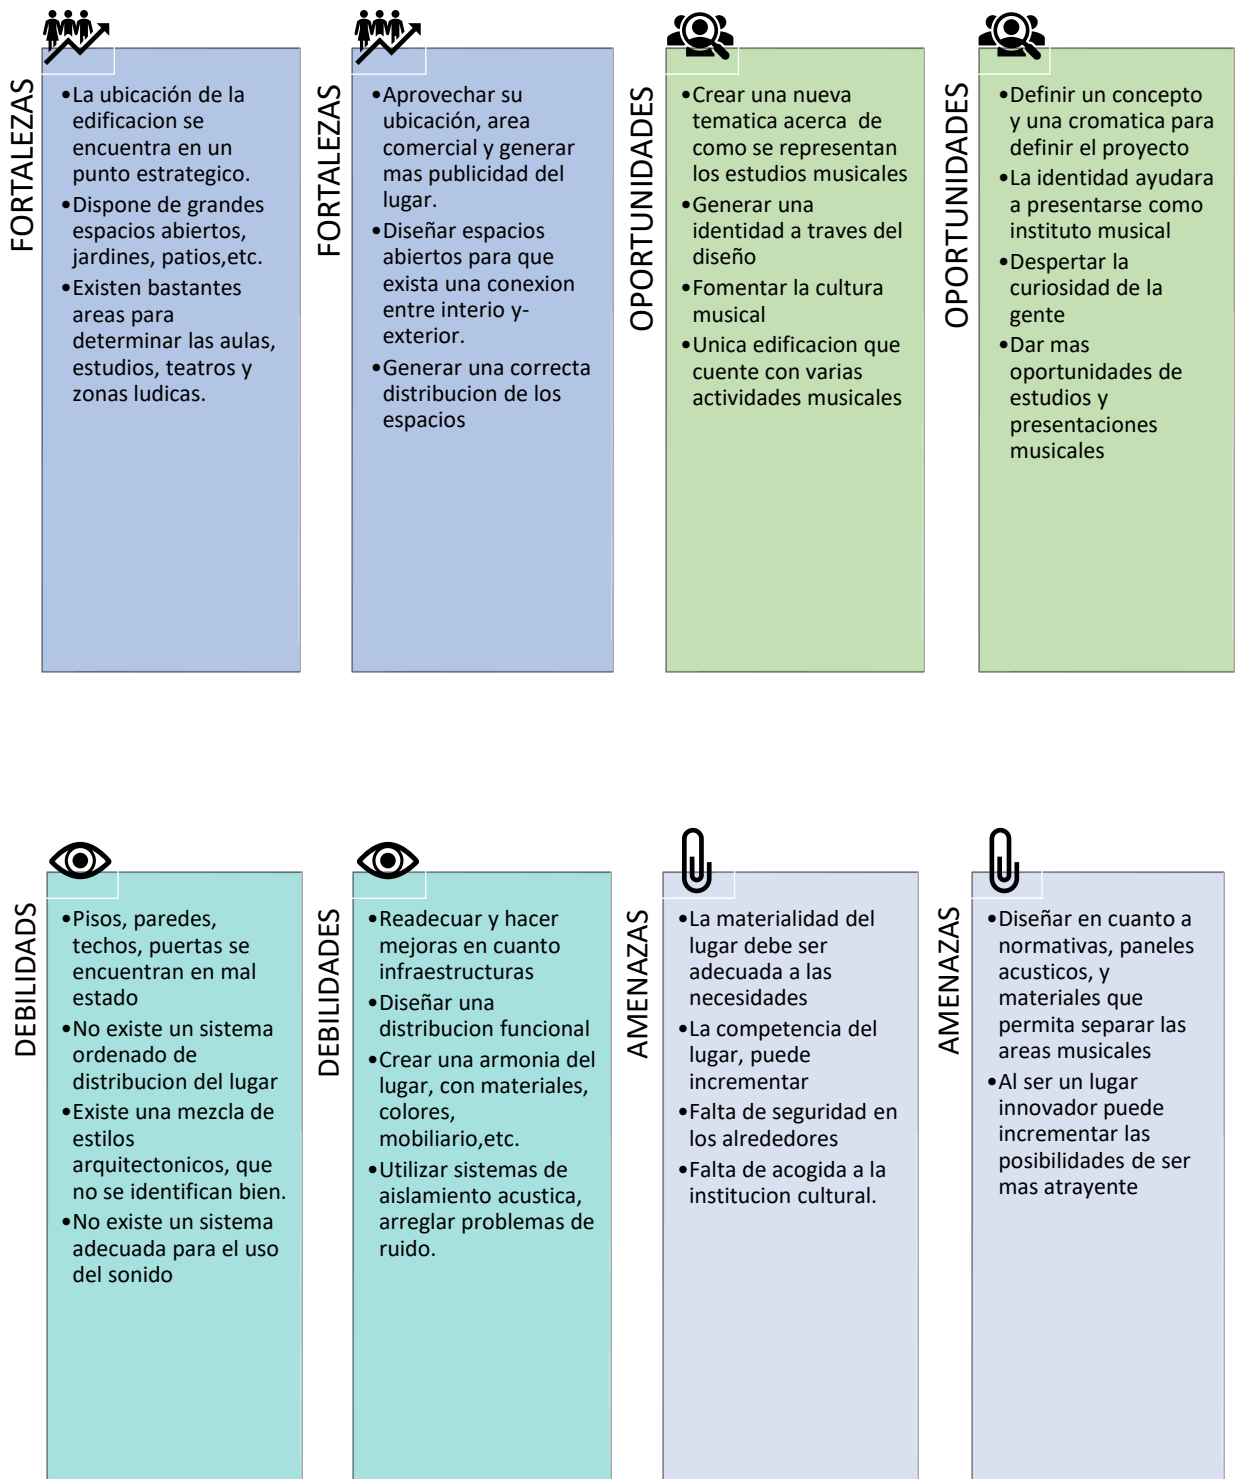 FORTALEZAS
•La ubicación de la
edificacion se
encuentra en un
punto estrategico.
•Dispone de grandes
espacios abiertos,
jardines, patios,etc.
•Existen bastantes
areas para
determinar las aulas,
estudios, teatros y
zonas ludicas.
FORTALEZAS
•Aprovechar su
ubicación, area
comercial y generar
mas publicidad del
lugar.
•Diseñar espacios
abiertos para que
exista una conexion
entre interio y-
exterior.
•Generar una correcta
distribucion de los
espacios
OPORTUNIDADES
•Crear una nueva
tematica acerca de
como se representan
los estudios musicales
•Generar una
identidad a traves del
diseño
•Fomentar la cultura
musical
•Unica edificacion que
cuente con varias
actividades musicales
OPORTUNIDADES
•Definir un concepto
y una cromatica para
definir el proyecto
•La identidad ayudara
a presentarse como
instituto musical
•Despertar la
curiosidad de la
gente
•Dar mas
oportunidades de
estudios y
presentaciones
musicales
DEBILIDADS
•Pisos, paredes,
techos, puertas se
encuentran en mal
estado
•No existe un sistema
ordenado de
distribucion del lugar
•Existe una mezcla de
estilos
arquitectonicos, que
no se identifican bien.
•No existe un sistema
adecuada para el uso
del sonido
DEBILIDADES
•Readecuar y hacer
mejoras en cuanto
infraestructuras
•Diseñar una
distribucion funcional
•Crear una armonia del
lugar, con materiales,
colores,
mobiliario,etc.
•Utilizar sistemas de
aislamiento acustica,
arreglar problemas de
ruido.
AMENAZAS
•La materialidad del
lugar debe ser
adecuada a las
necesidades
•La competencia del
lugar, puede
incrementar
•Falta de seguridad en
los alrededores
•Falta de acogida a la
institucion cultural.
AMENAZAS
•Diseñar en cuanto a
normativas, paneles
acusticos, y
materiales que
permita separar las
areas musicales
•Al ser un lugar
innovador puede
incrementar las
posibilidades de ser
mas atrayente